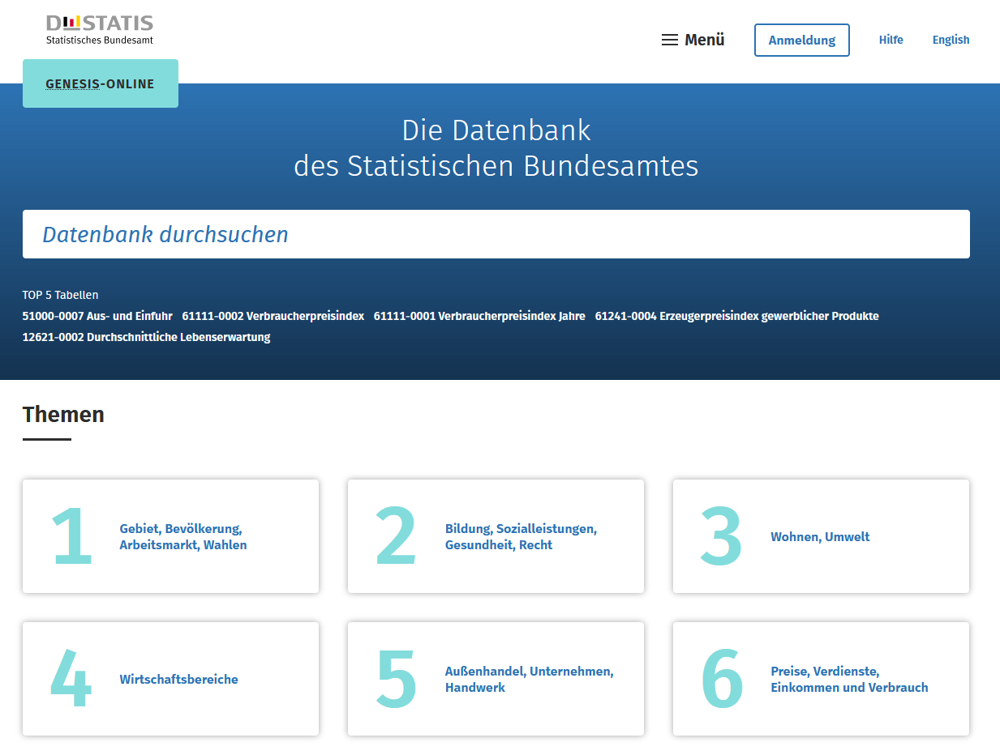 DESTATIS
Statistisches Bundesamt
Menü
Anmeldung
Hilfe
English
GENESIS-ONLINE
Die Datenbank
des Statistischen Bundesamtes
Datenbank durchsuchen
TOP 5 Tabellen
51000-0007 Aus- und Einfuhr 61111-0002 Verbraucherpreisindex 61111-0001 Verbraucherpreisindex Jahre 61241-0004 Erzeugerpreisindex gewerblicher Produkte
12621-0002 Durchschnittliche Lebenserwartung
Themen
1
Gebiet, Bevölkerung,
Arbeitsmarkt, Wahlen
2
Bildung, Sozialleistungen,
Gesundheit, Recht
3
Wohnen, Umwelt
4
Wirtschaftsbereiche
5
Außenhandel, Unternehmen,
Handwerk
6
Preise, Verdienste,
Einkommen und Verbrauch